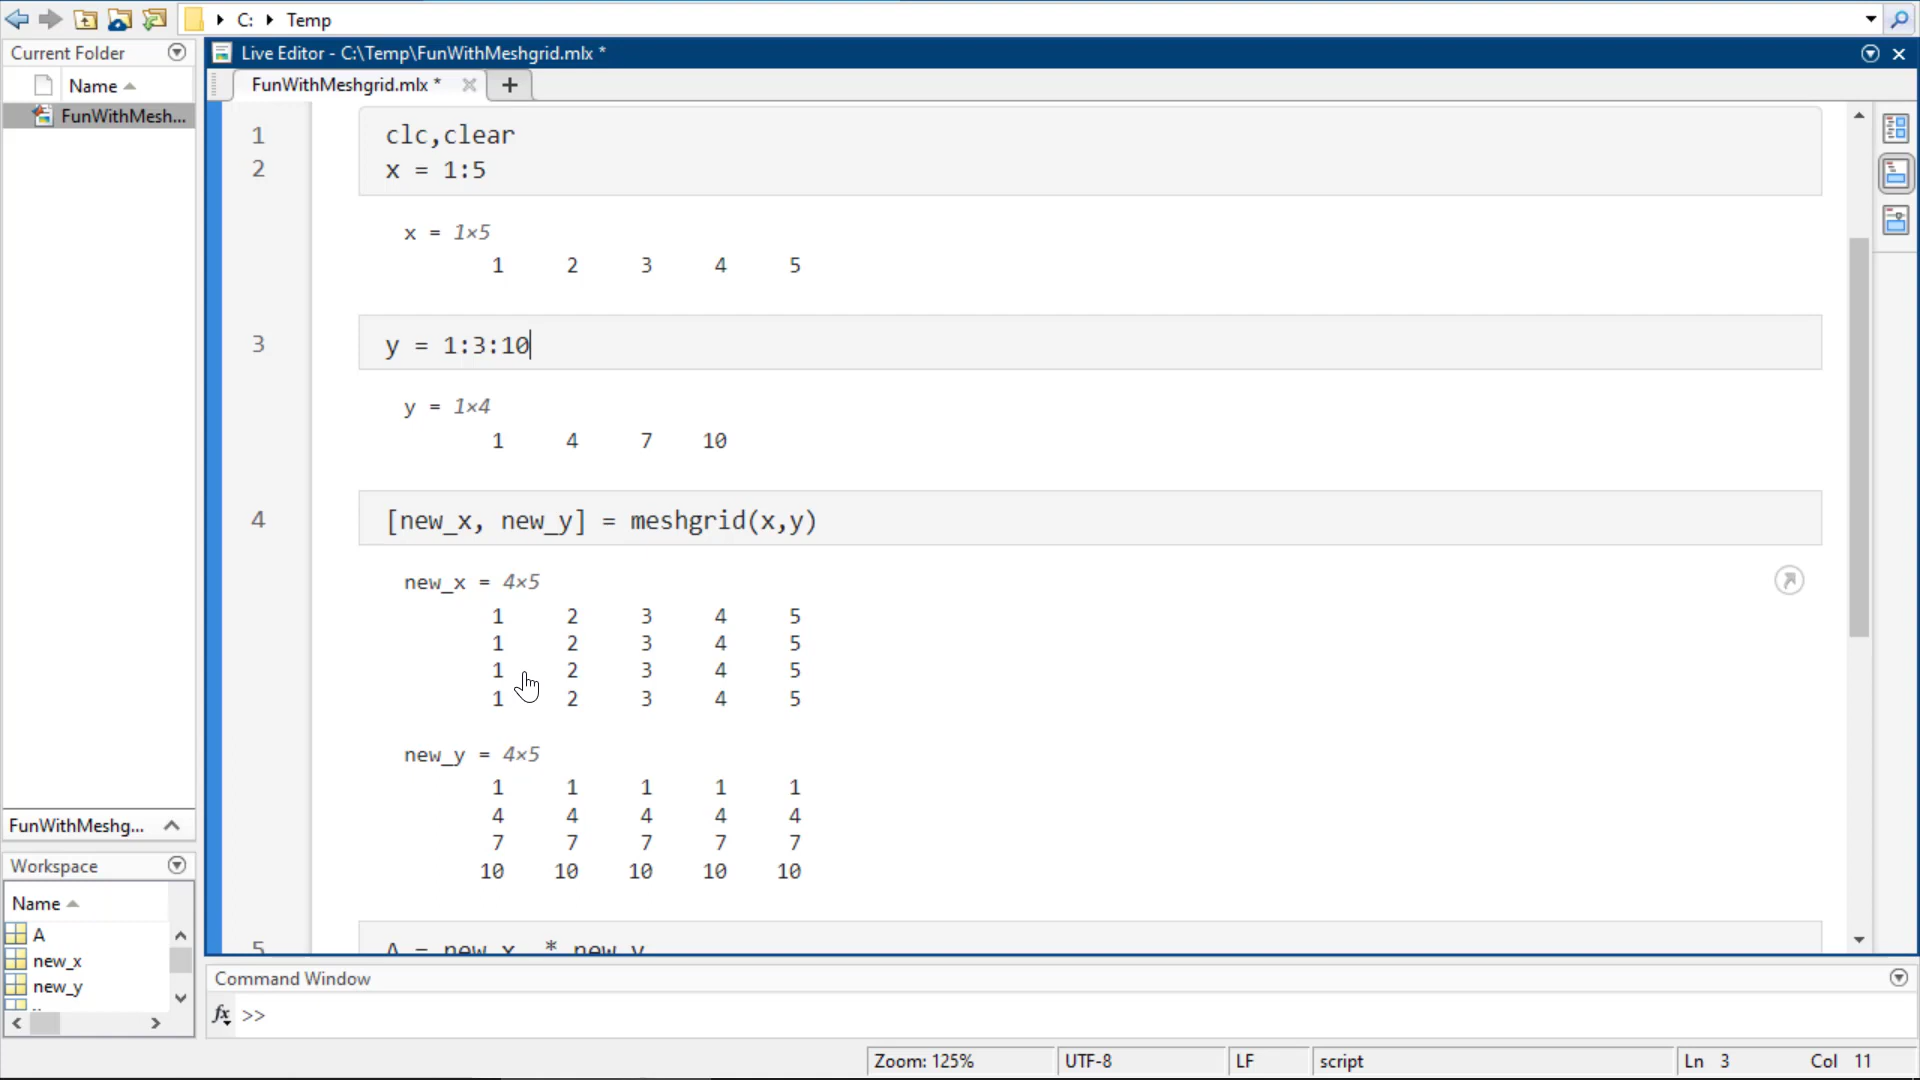 C: Temp
Current Folder
Name
FunWithMesh...
Live Editor - C:\Temp\FunWithMeshgrid.mlx *
FunWithMeshgrid.mlx *
1 clc,clear
2 x = 1:5
x = 1×5
1 2 3 4 5
3 y = 1:3:10
y = 1×4
1 4 7 10
4 [new_x, new_y] = meshgrid(x,y)
new_x = 4×5
1 2 3 4 5
1 2 3 4 5
1 2 3 4 5
1 2 3 4 5
new_y = 4×5
1 1 1 1 1
4 4 4 4 4
7 7 7 7 7
10 10 10 10 10
5 A = new_x * new_y
FunWithMeshg...
Workspace
Name
A
new_x
new_y
Command Window
fx >>
Zoom: 125% UTF-8 LF script Ln 3 Col 11